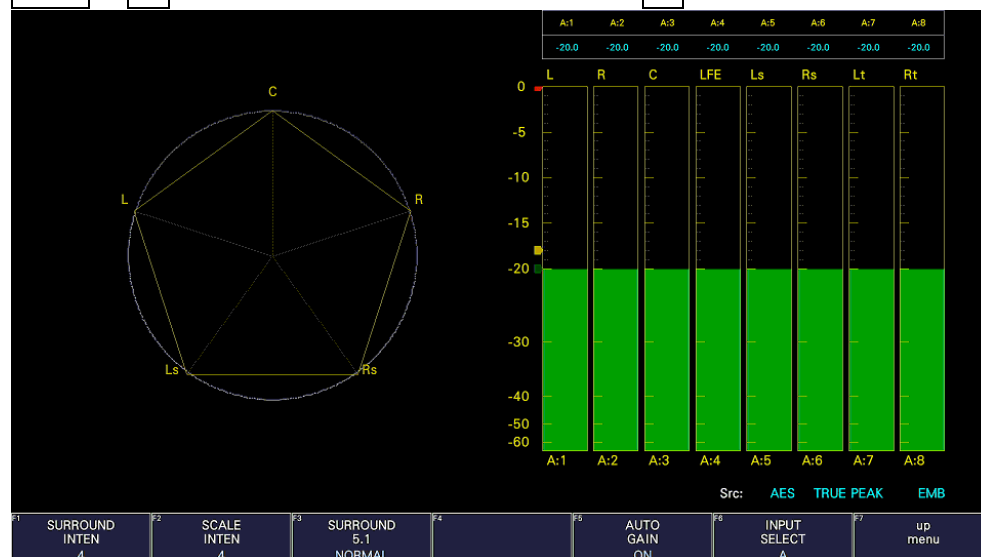 A:1 A:2 A:3 A:4 A:5 A:6 A:7 A:8
-20.0 -20.0 -20.0 -20.0 -20.0 -20.0 -20.0 -20.0
L R C LFE Ls Rs Lt Rt
0
-5
-10
-15
-20
-30
-40
-50
-60
C
L R
Ls Rs
A:1 A:2 A:3 A:4 A:5 A:6 A:7 A:8
Src: AES TRUE PEAK EMB
F1 SURROUND INTEN 4
F2 SCALE INTEN 4
F3 SURROUND 5.1 NORMAL
F4
F5 AUTO GAIN ON
F6 INPUT SELECT A
F7 up menu